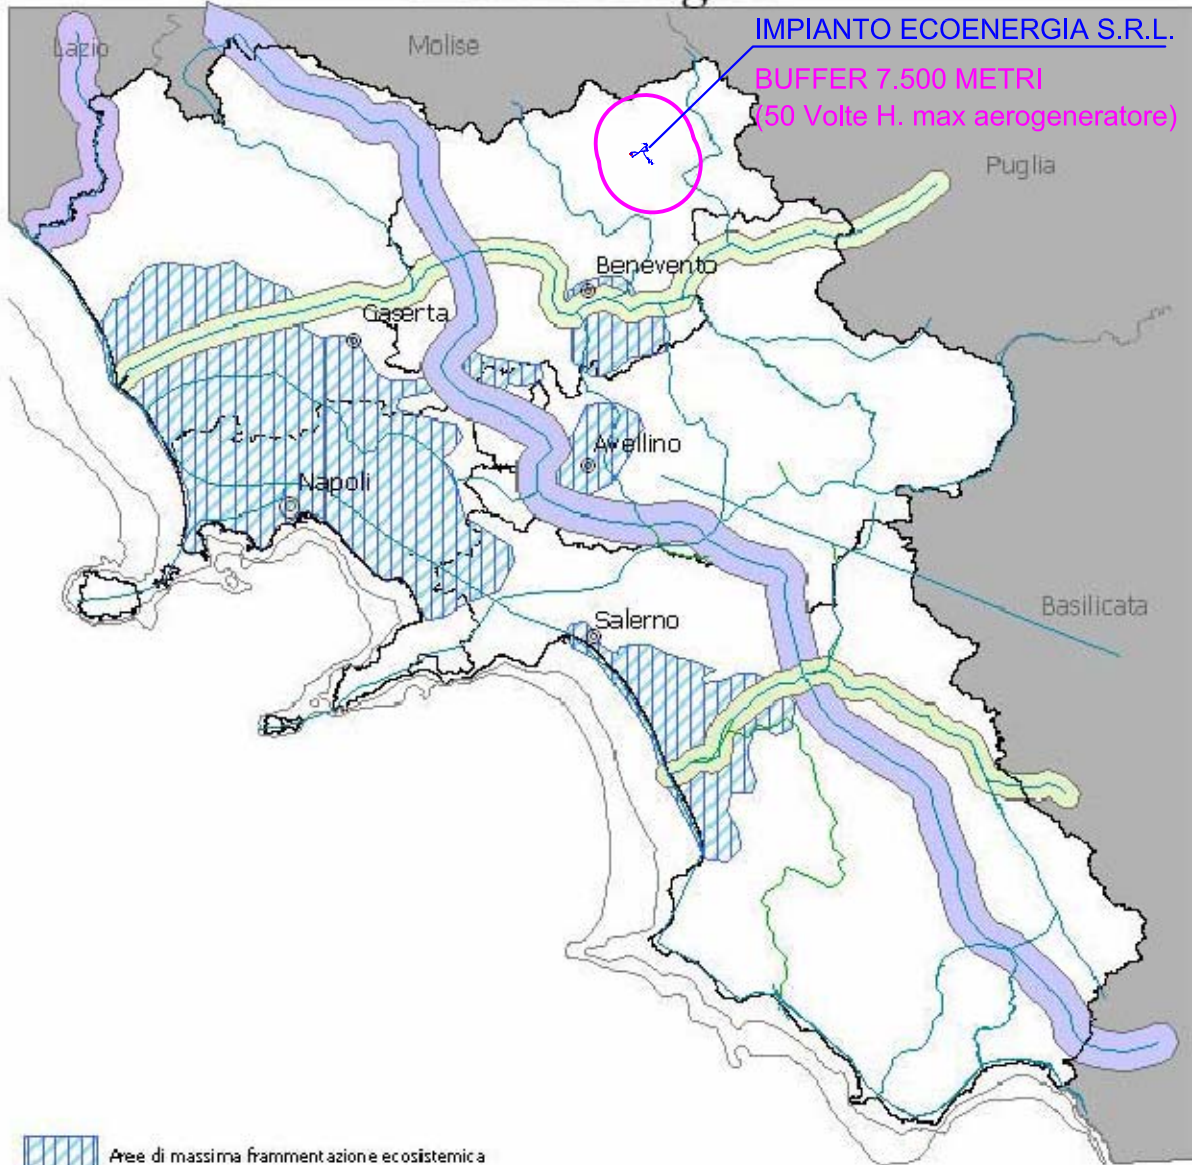 IMPIANTO ECOENERGIA S.R.L.
Lazio
Molise
BUFFER 7.500 METRI
(50 Volte H. max aerogeneratore)
Puglia
Benevento
Caserta
Avellino
Napoli
Basilicata
Salerno
Aree di massima frammentazione ecosistemica